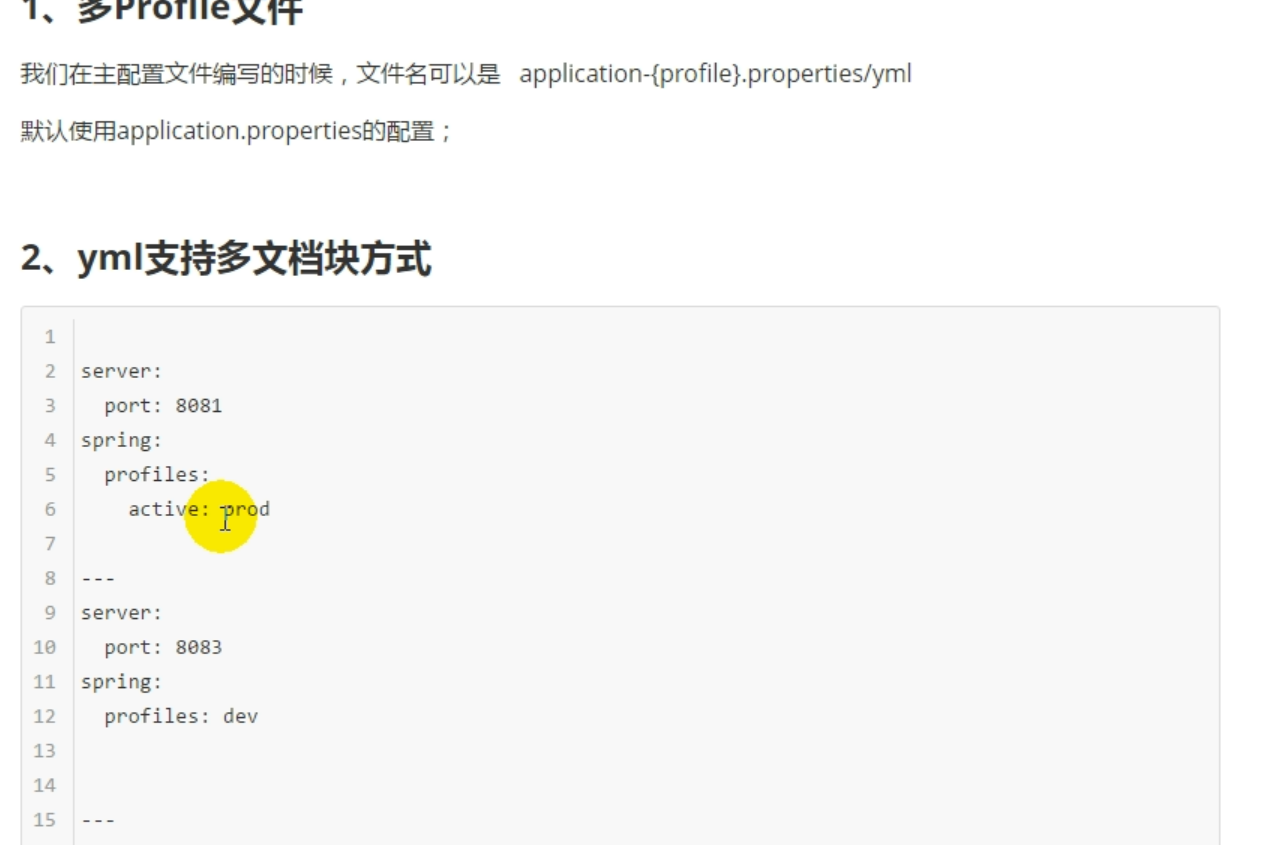 1、多Profile文件
我们在主配置文件编写的时候，文件名可以是 application-{profile}.properties/yml
默认使用application.properties的配置；
2、yml支持多文档块方式
1
2 server:
3   port: 8081
4 spring:
5   profiles:
6     active: prod
7
8 ---
9 server:
10   port: 8083
11 spring:
12   profiles: dev
13
14
15 ---